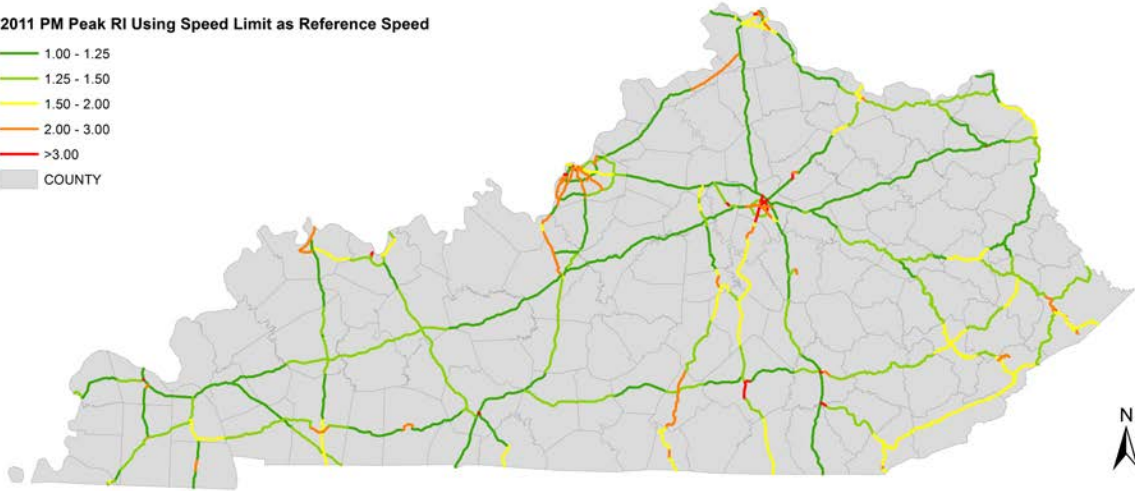 2011 PM Peak RI Using Speed Limit as Reference Speed
1.00 - 1.25
1.25 - 1.50
1.50 - 2.00
2.00 - 3.00
>3.00
COUNTY
N